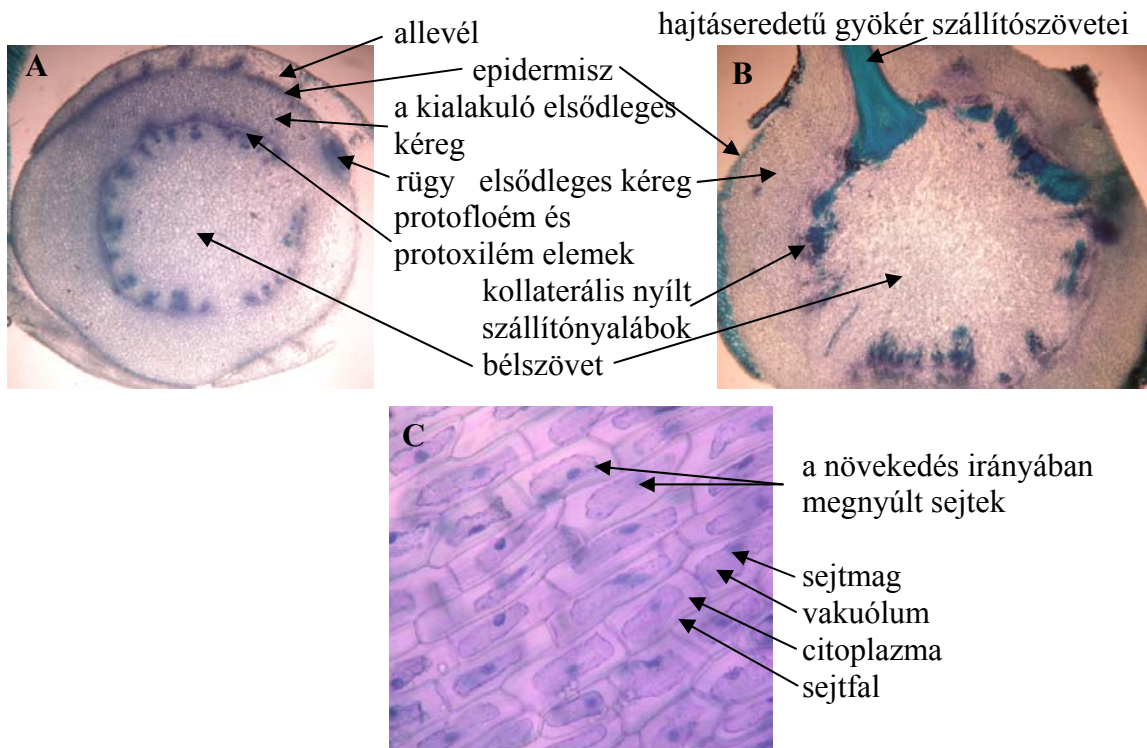 A
allevél
epidermisz
a kialakuló elsődleges
kéreg
rügy
protofloém és
protoxilém elemek
hajtáseredetű gyökér szállítószövetei
B
elsődleges kéreg
kollaterális nyílt
szállítónyalábok
bélszövet
C
a növekedés irányában
megnyúlt sejtek
sejtmag
vakuólum
citoplazma
sejtfal